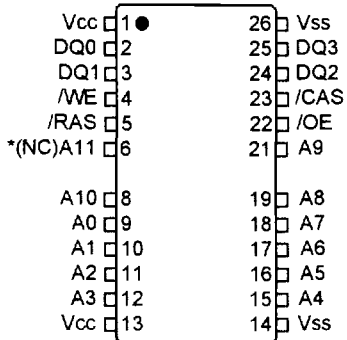 Vcc 1 26 Vss
DQ0 2 25 DQ3
DQ1 3 24 DQ2
/WE 4 23 /CAS
/RAS 5 22 /OE
*(NC)A11 6 21 A9
A10 8 19 A8
A0 9 18 A7
A1 10 17 A6
A2 11 16 A5
A3 12 15 A4
Vcc 13 14 Vss